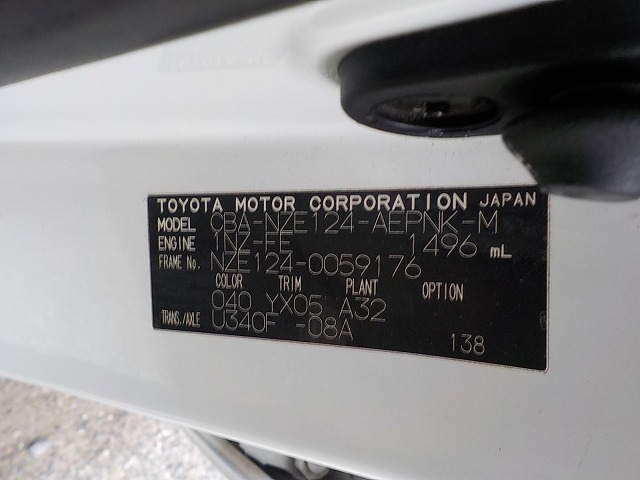 TOYOTA MOTOR CORPORATION JAPAN
MODEL CBA-NZE124-AEPNK-M
ENGINE 1NZ-FE 1496 mL
FRAME No. NZE124-0059176
COLOR TRIM PLANT OPTION
040 YX05 A32
TRANS./AXLE U340F -08A
138